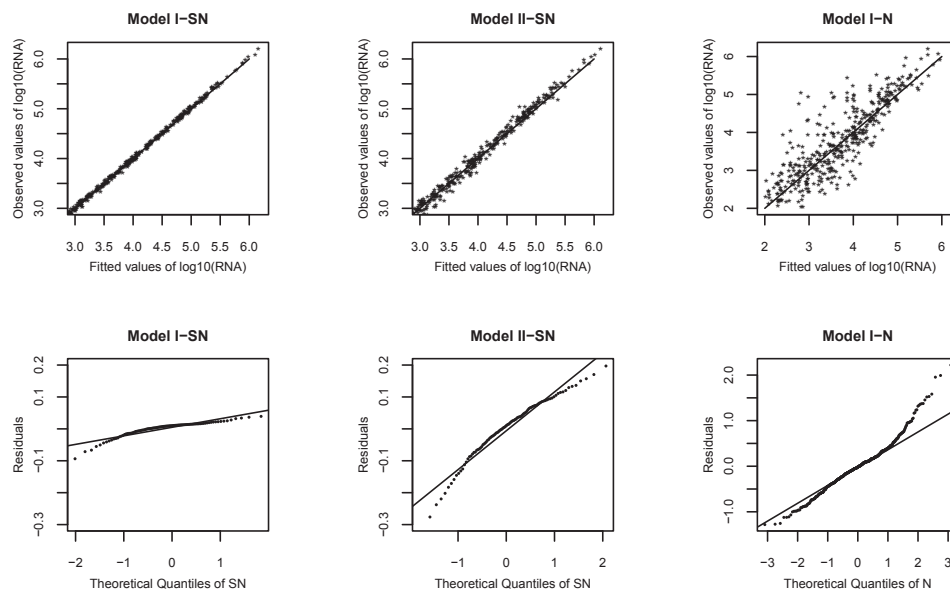 Model I−SN
Model II−SN
Model I−N
Observed values of log10(RNA)
3.0 4.0 5.0 6.0
3.0 3.5 4.0 4.5 5.0 5.5 6.0
Fitted values of log10(RNA)
Observed values of log10(RNA)
3.0 4.0 5.0 6.0
3.0 3.5 4.0 4.5 5.0 5.5 6.0
Fitted values of log10(RNA)
Observed values of log10(RNA)
2 3 4 5 6
2 3 4 5 6
Fitted values of log10(RNA)
Model I−SN
Model II−SN
Model I−N
Residuals
−0.3 −0.1 0.1 0.2
−2 −1 0 1
Theoretical Quantiles of SN
Residuals
−0.3 −0.1 0.1 0.2
−1 0 1 2
Theoretical Quantiles of SN
Residuals
−1.0 0.0 1.0 2.0
−3 −2 −1 0 1 2 3
Theoretical Quantiles of N